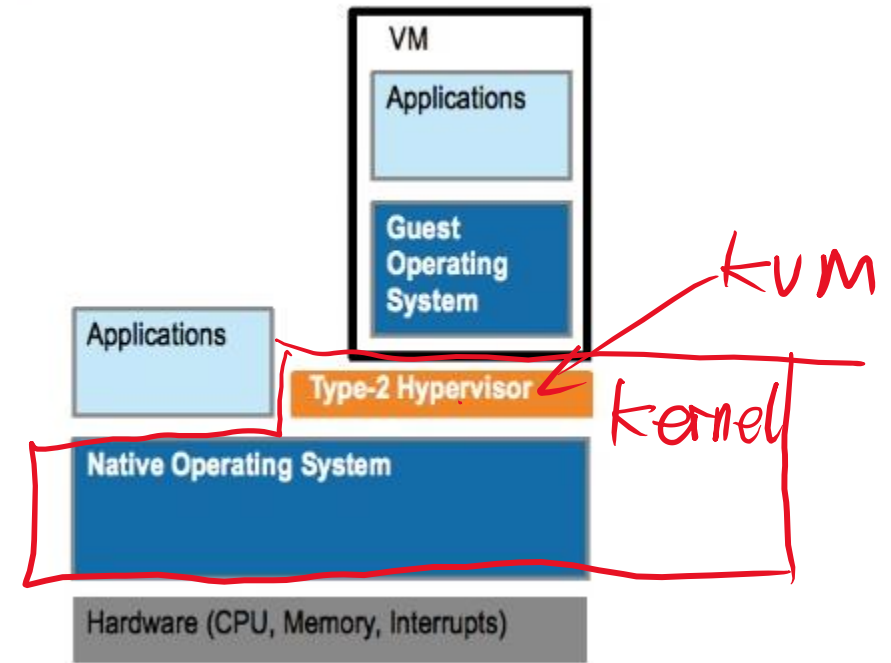 VM
Applications
Guest
Operating
System
KVM
Applications
Type-2 Hypervisor
kernel
Native Operating System
Hardware (CPU, Memory, Interrupts)